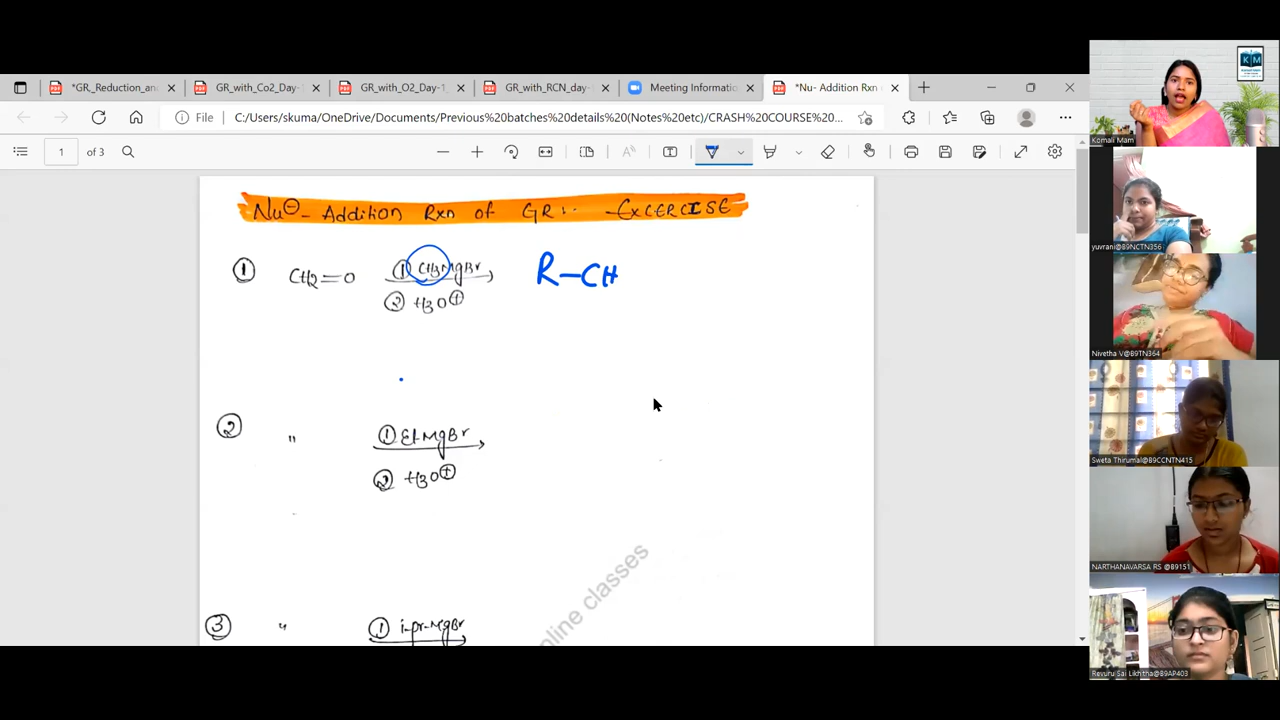 *GR_Reduction_an
GR_with_Co2_Day-
GR_with_O2_Day-1
GR_with_RCN_day-
Meeting Informatio
*Nu- Addition Rxn
File
C:/Users/skuma/OneDrive/Documents/Previous%20batches%20details%20(Notes%20etc)/CRASH%20COURSE%20...
1
of 3
Nu⊖- Addition Rxn of GR:- -EXCERCISE
① CH2=O ① CH3MgBr R-CH
② H3O⊕
② " ① EtMgBr
② H3O⊕
③ " ① i-pr-MgBr
nline classes
KM
Komali Mam
yuvrani@B9NCTN356
Nivetha V@B9TN364
Sweta Thirumal@B9CCNTN415
NARTHANAVARSA RS @B9151
Revuru Sai Likhitha@B9AP403